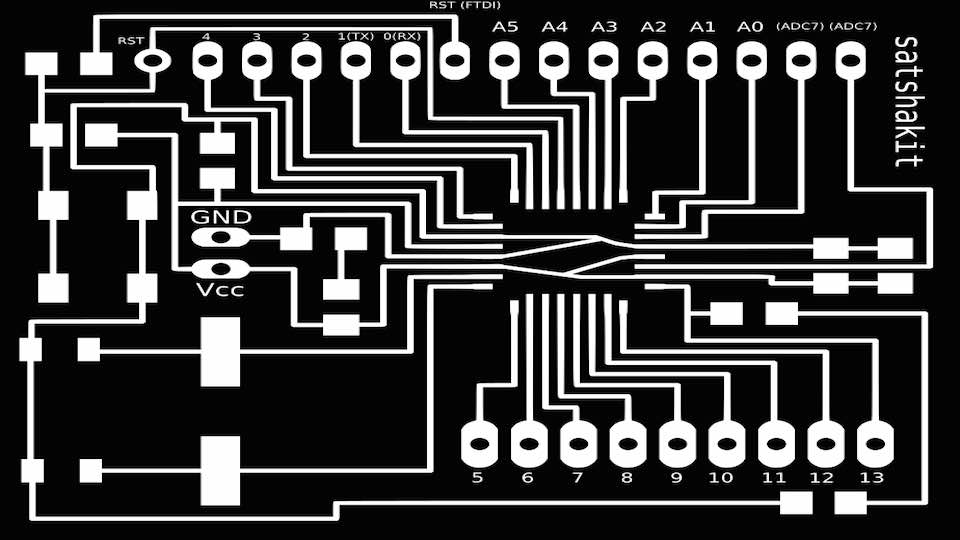 RST (FTDI)
RST
4 3 2 1(TX) 0(RX) A5 A4 A3 A2 A1 A0 (ADC7) (ADC7)
satshakit
GND
Vcc
5 6 7 8 9 10 11 12 13